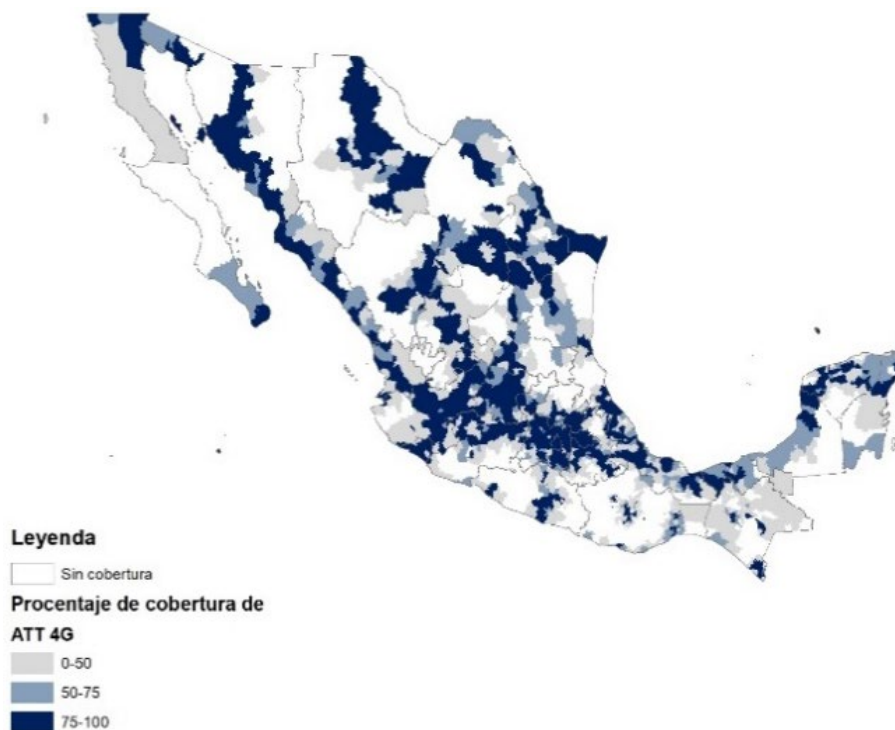 Leyenda
Sin cobertura
Procentaje de cobertura de
ATT 4G
0-50
50-75
75-100